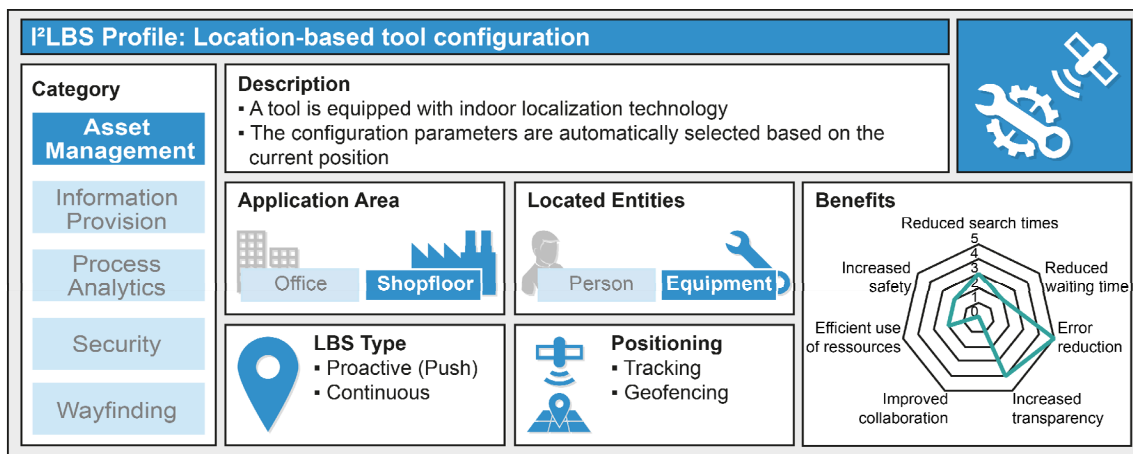 I²LBS Profile: Location-based tool configuration
Category
Asset
Management
Information
Provision
Process
Analytics
Security
Wayfinding
Description
▪ A tool is equipped with indoor localization technology
▪ The configuration parameters are automatically selected based on the
current position
Application Area
Office
Shopfloor
Located Entities
Person
Equipment
LBS Type
▪ Proactive (Push)
▪ Continuous
Positioning
▪ Tracking
▪ Geofencing
Benefits
Reduced search times
5
4
3
2
1
0
Increased
safety
Reduced
waiting time
Efficient use
of ressources
Error
reduction
Improved
collaboration
Increased
transparency